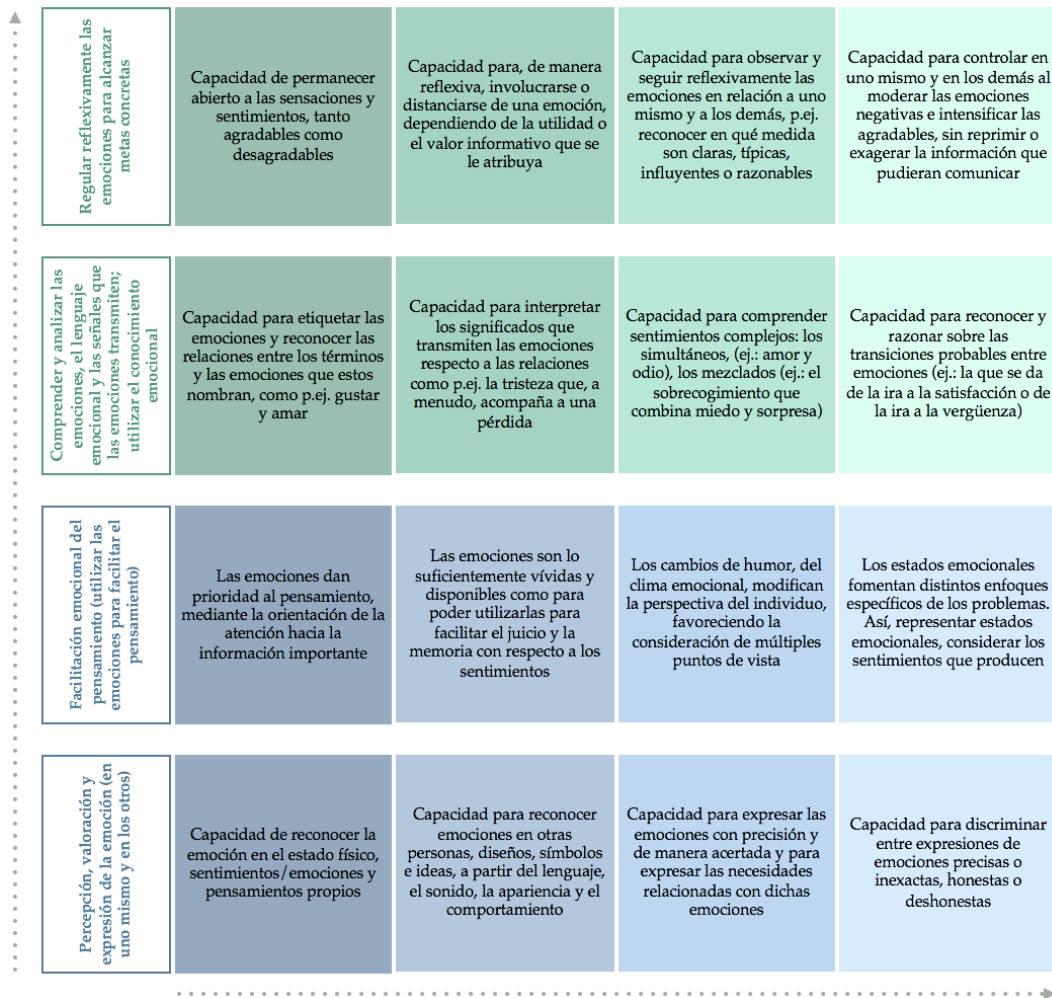 Regular reflexivamente las
emociones para alcanzar
metas concretas
Capacidad de permanecer
abierto a las sensaciones y
sentimientos, tanto
agradables como
desagradables
Capacidad para, de manera
reflexiva, involucrarse o
distanciarse de una emoción,
dependiendo de la utilidad o
el valor informativo que se
le atribuya
Capacidad para observar y
seguir reflexivamente las
emociones en relación a uno
mismo y a los demás, p.ej.
reconocer en qué medida
son claras, típicas,
influyentes o razonables
Capacidad para controlar en
uno mismo y en los demás al
moderar las emociones
negativas e intensificar las
agradables, sin reprimir o
exagerar la información que
pudieran comunicar
Comprender y analizar las
emociones, el lenguaje
emocional y las señales que
las emociones transmiten;
utilizar el conocimiento
emocional
Capacidad para etiquetar las
emociones y reconocer las
relaciones entre los términos
y las emociones que estos
nombran, como p.ej. gustar
y amar
Capacidad para interpretar
los significados que
transmiten las emociones
respecto a las relaciones
como p.ej. la tristeza que, a
menudo, acompaña a una
pérdida
Capacidad para comprender
sentimientos complejos: los
simultáneos, (ej.: amor y
odio), los mezclados (ej.: el
sobrecogimiento que
combina miedo y sorpresa)
Capacidad para reconocer y
razonar sobre las
transiciones probables entre
emociones (ej.: la que se da
de la ira a la satisfacción o de
la ira a la vergüenza)
Facilitación emocional del
pensamiento (utilizar las
emociones para facilitar el
pensamiento)
Las emociones dan
prioridad al pensamiento,
mediante la orientación de la
atención hacia la
información importante
Las emociones son lo
suficientemente vívidas y
disponibles como para
poder utilizarlas para
facilitar el juicio y la
memoria con respecto a los
sentimientos
Los cambios de humor, del
clima emocional, modifican
la perspectiva del individuo,
favoreciendo la
consideración de múltiples
puntos de vista
Los estados emocionales
fomentan distintos enfoques
específicos de los problemas.
Así, representar estados
emocionales, considerar los
sentimientos que producen
Percepción, valoración y
expresión de la emoción (en
uno mismo y en los otros)
Capacidad de reconocer la
emoción en el estado físico,
sentimientos/emociones y
pensamientos propios
Capacidad para reconocer
emociones en otras
personas, diseños, símbolos
e ideas, a partir del lenguaje,
el sonido, la apariencia y el
comportamiento
Capacidad para expresar las
emociones con precisión y
de manera acertada y para
expresar las necesidades
relacionadas con dichas
emociones
Capacidad para discriminar
entre expresiones de
emociones precisas o
inexactas, honestas o
deshonestas